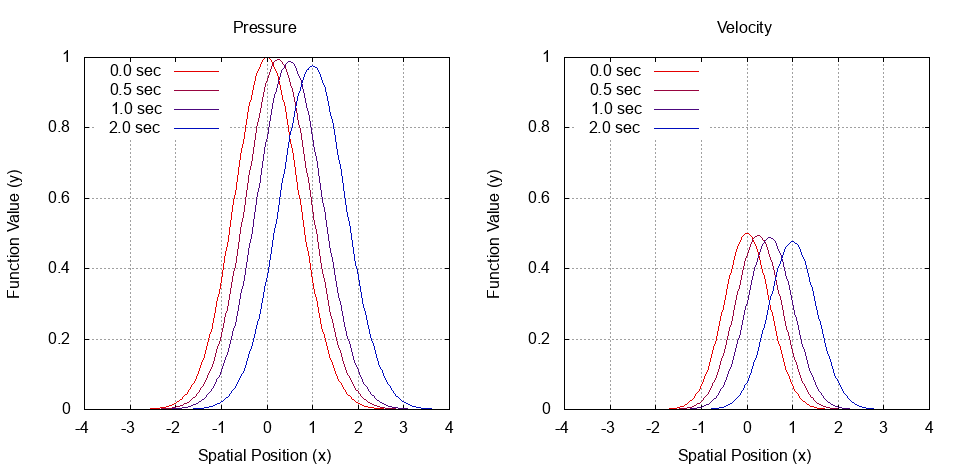 Pressure
1
0.8
0.6
0.4
0.2
0
-4
-3
-2
-1
0
1
2
3
4
Function Value (y)
Spatial Position (x)
0.0 sec
0.5 sec
1.0 sec
2.0 sec
Velocity
1
0.8
0.6
0.4
0.2
0
-4
-3
-2
-1
0
1
2
3
4
Function Value (y)
Spatial Position (x)
0.0 sec
0.5 sec
1.0 sec
2.0 sec